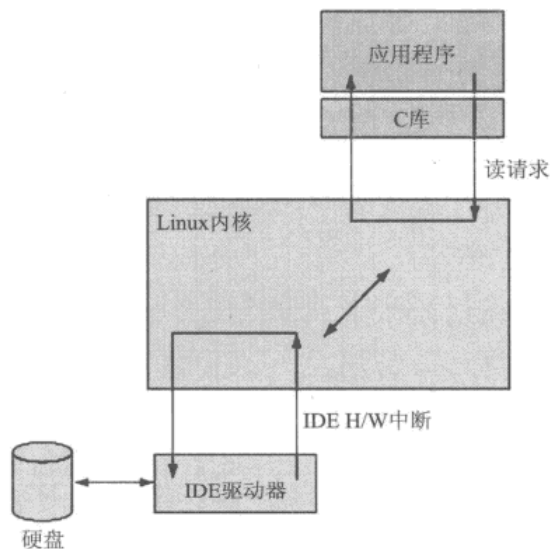 应用程序
C库
读请求
Linux内核
IDE H/W中断
IDE驱动器
硬盘